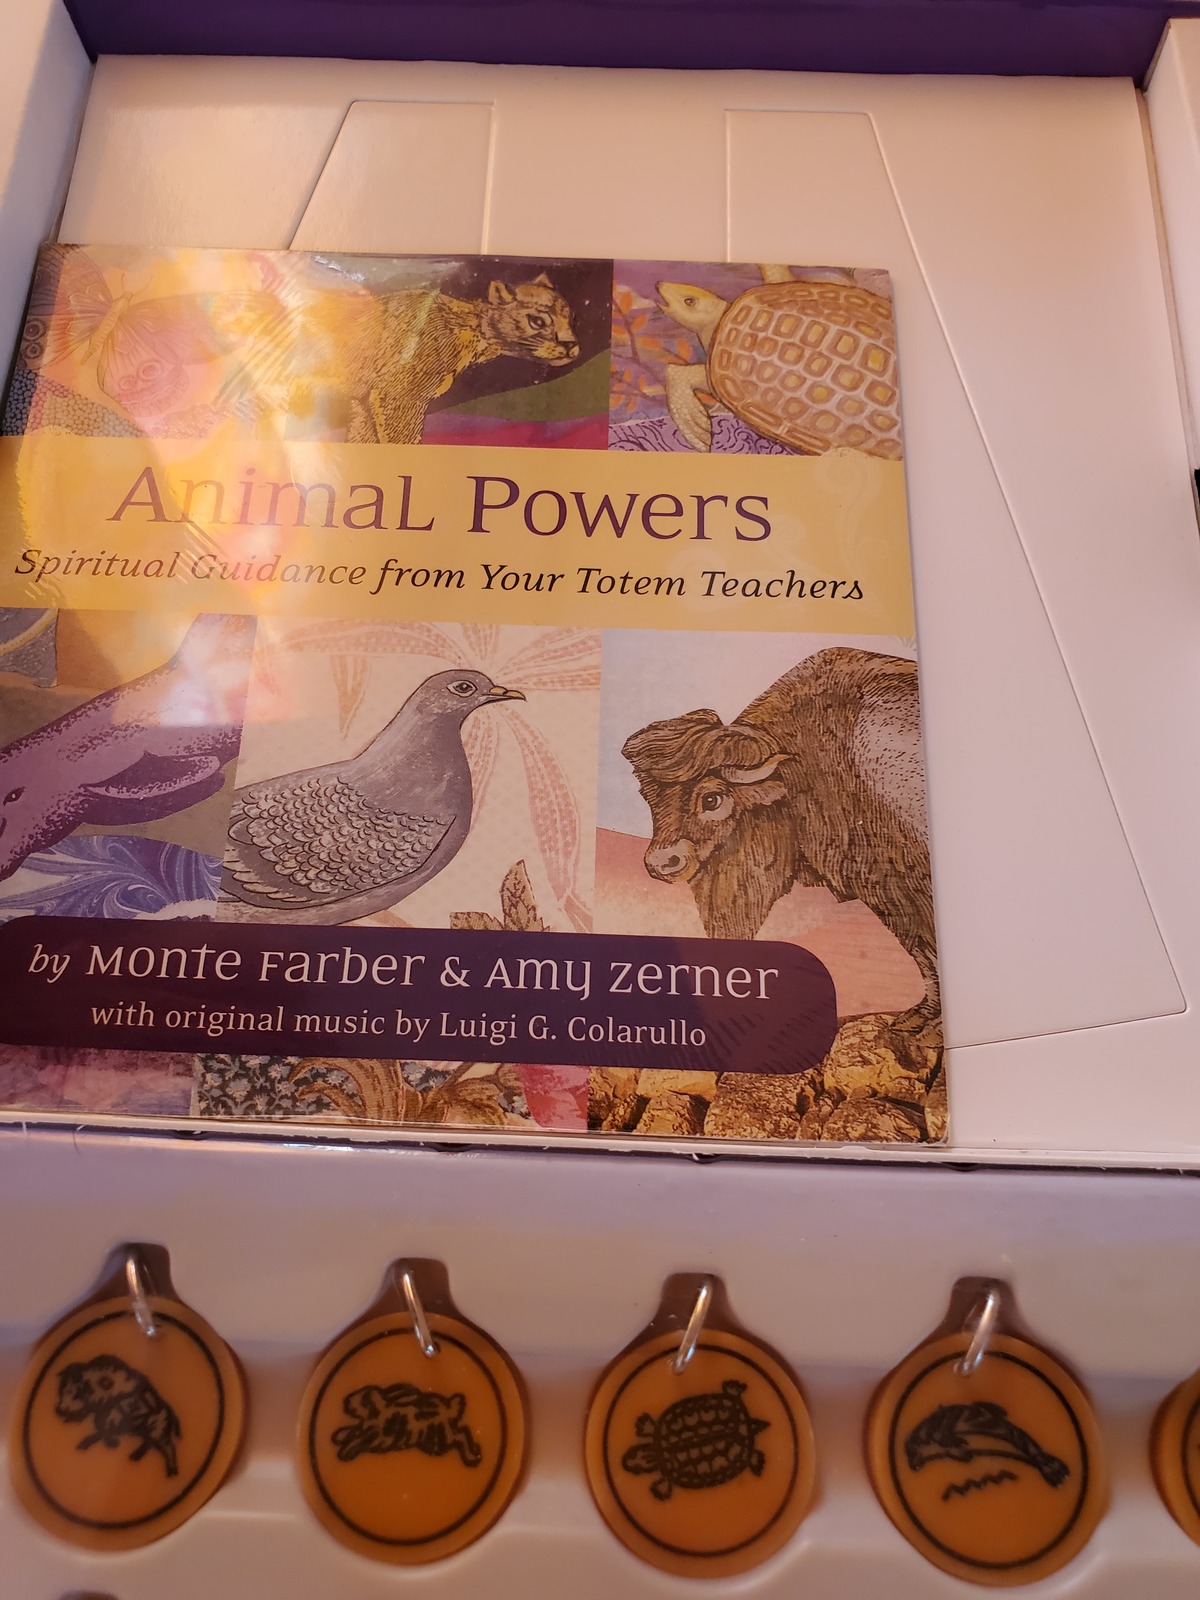 Animal Powers
Spiritual Guidance from Your Totem Teachers
by Monte Farber & Amy Zerner
with original music by Luigi G. Colarullo